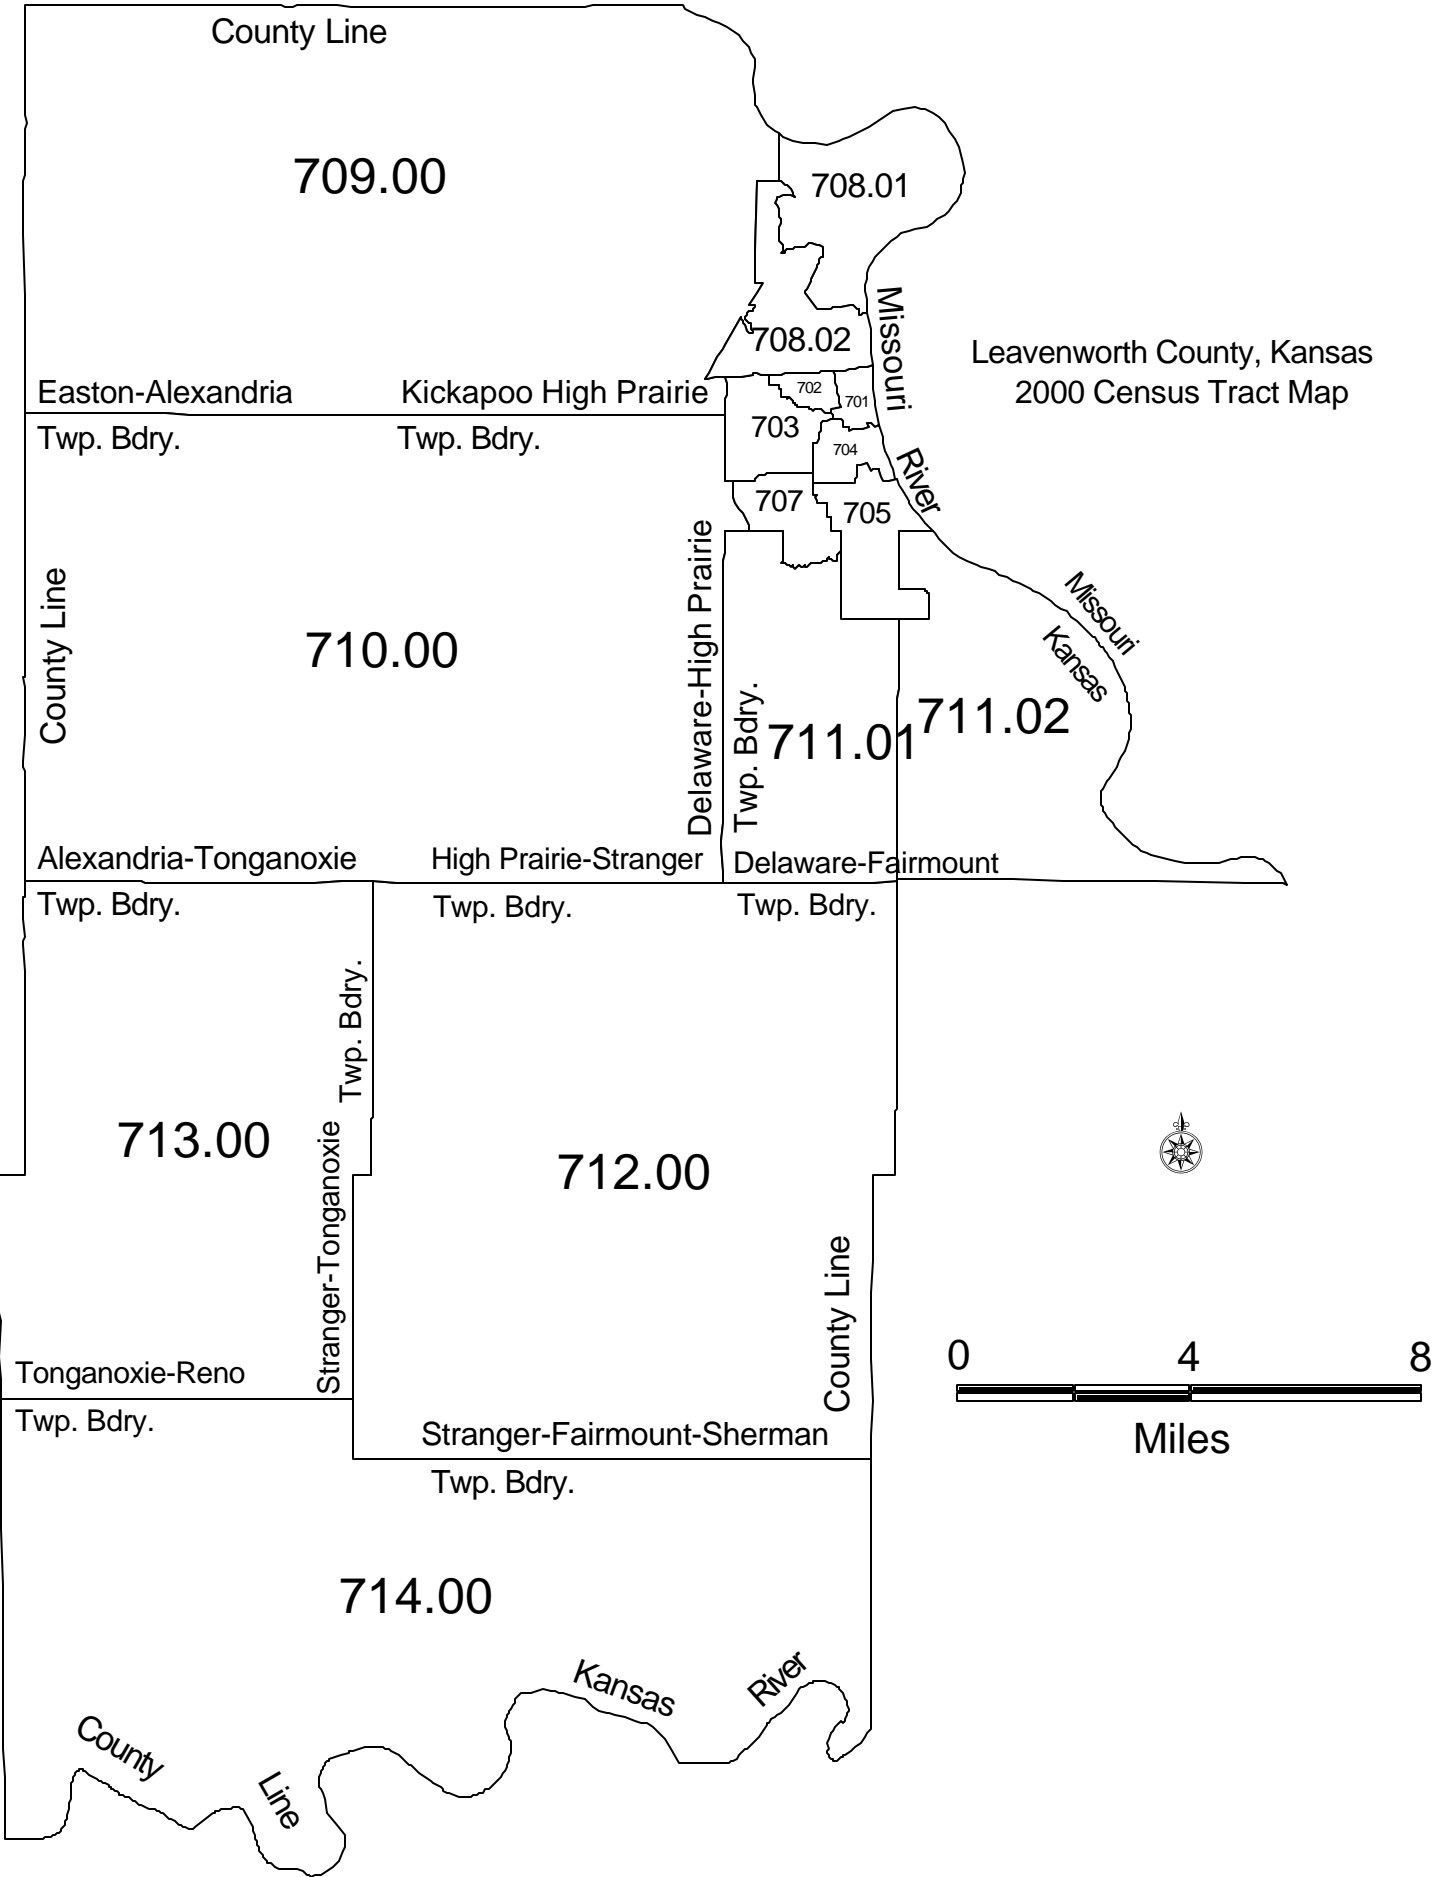 County Line
709.00
708.01
Missouri
River
708.02
Leavenworth County, Kansas
2000 Census Tract Map
Easton-Alexandria
Twp. Bdry.
Kickapoo High Prairie
Twp. Bdry.
702
701
703
704
707
705
County Line
710.00
Delaware-High Prairie
Twp. Bdry.
711.01
711.02
Missouri
Kansas
Alexandria-Tonganoxie
Twp. Bdry.
High Prairie-Stranger
Twp. Bdry.
Delaware-Fairmount
Twp. Bdry.
713.00
Stranger-Tonganoxie
Twp. Bdry.
712.00
County Line
0 4 8
Miles
Tonganoxie-Reno
Twp. Bdry.
Stranger-Fairmount-Sherman
Twp. Bdry.
714.00
Kansas
River
County
Line